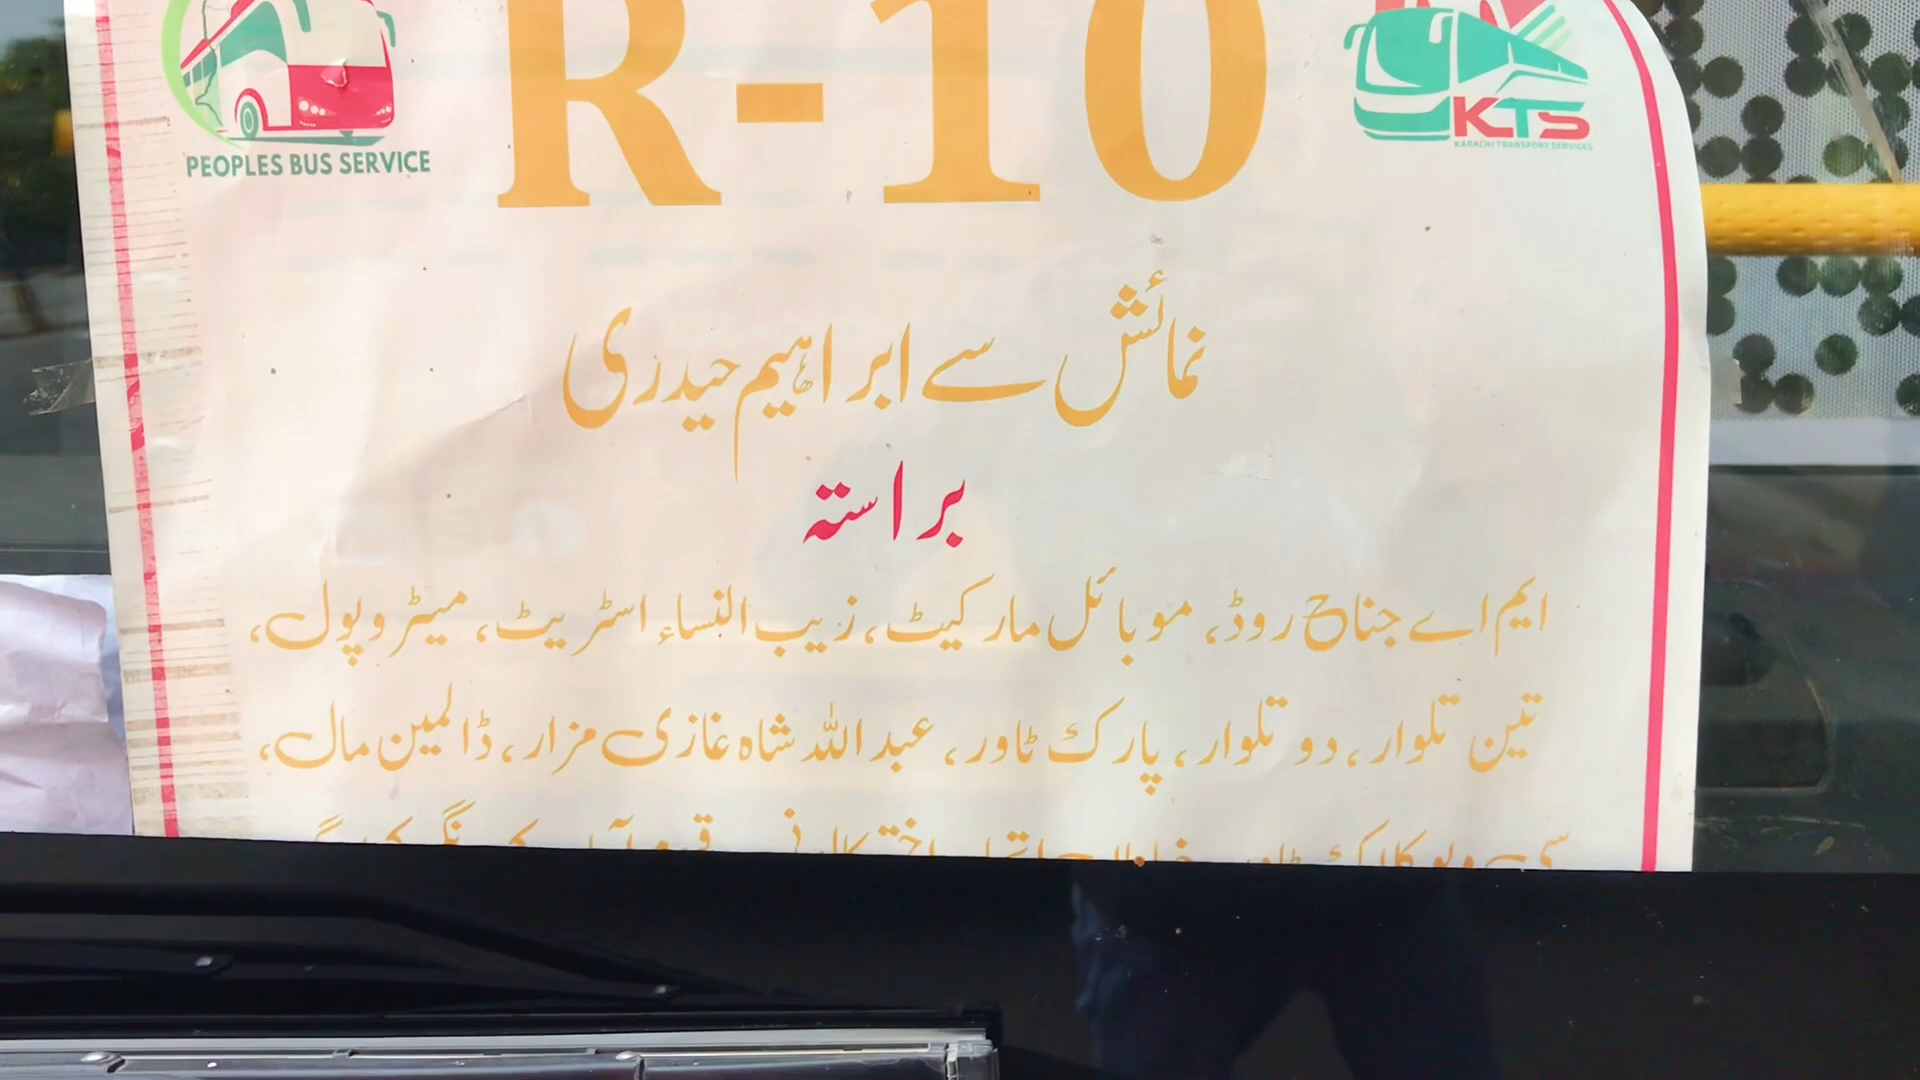 R-10
PEOPLES BUS SERVICE
KTS
KARACHI TRANSPORT SERVICES
نمائش سے ابراہیم حیدری
براستہ
ایم اے جناح روڈ، موبائل مارکیٹ، زیب النساء اسٹریٹ، میٹروپول،
تین تلوار، دو تلوار، پارک ٹاور، عبداللہ شاہ غازی مزار، ڈالمین مال،